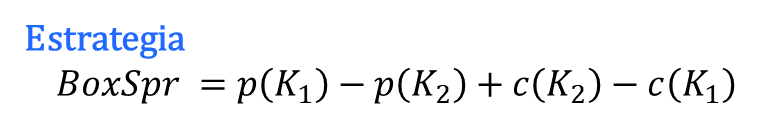 Estrategia
BoxSpr = p(K₁) − p(K₂) + c(K₂) − c(K₁)